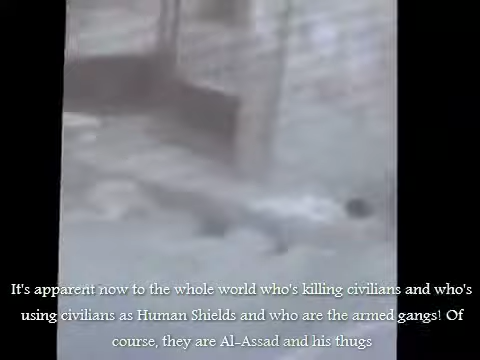 It's apparent now to the whole world who's killing civilians and who's
using civilians as Human Shields and who are the armed gangs! Of
course, they are Al-Assad and his thugs